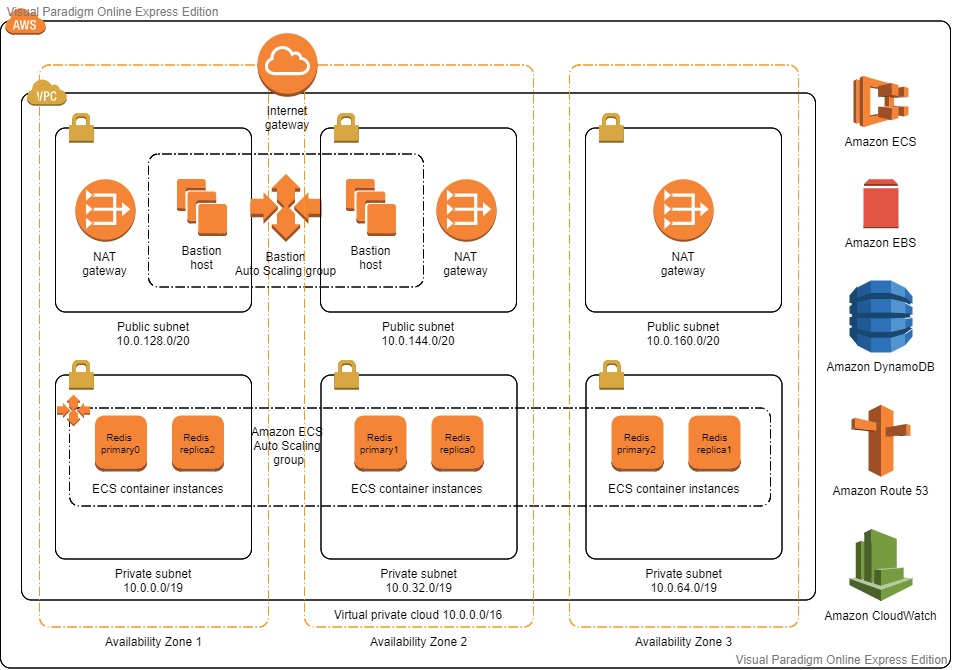 Visual Paradigm Online Express Edition
AWS
VPC
Internet
gateway
NAT
gateway
Bastion
host
Bastion
Auto Scaling group
Bastion
host
NAT
gateway
NAT
gateway
Public subnet
10.0.128.0/20
Public subnet
10.0.144.0/20
Public subnet
10.0.160.0/20
Redis
primary0
Redis
replica2
Amazon ECS
Auto Scaling
group
Redis
primary1
Redis
replica0
Redis
primary2
Redis
replica1
ECS container instances
ECS container instances
ECS container instances
Private subnet
10.0.0.0/19
Private subnet
10.0.32.0/19
Private subnet
10.0.64.0/19
Virtual private cloud 10.0.0.0/16
Availability Zone 1
Availability Zone 2
Availability Zone 3
Amazon ECS
Amazon EBS
Amazon DynamoDB
Amazon Route 53
Amazon CloudWatch
Visual Paradigm Online Express Edition